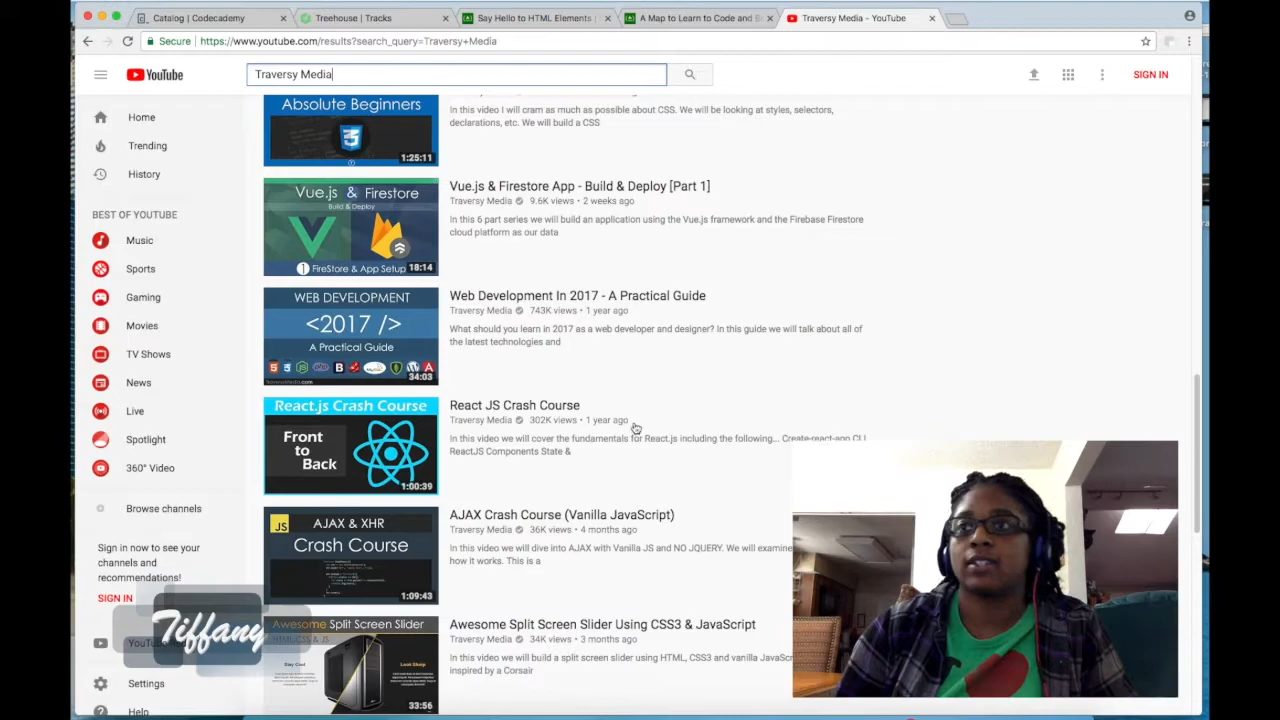 Catalog | Codecademy
Treehouse | Tracks
Say Hello to HTML Elements |
A Map to Learn to Code and B
Traversy Media - YouTube
Secure
https://www.youtube.com/results?search_query=Traversy+Media
YouTube
Traversy Media
SIGN IN
Home
Trending
History
BEST OF YOUTUBE
Music
Sports
Gaming
Movies
TV Shows
News
Live
Spotlight
360° Video
Browse channels
Sign in now to see your
channels and
recommendations!
SIGN IN
Tiffany
Settings
Help
Absolute Beginners
1:25:11
In this video I will cram as much as possible about CSS. We will be looking at styles, selectors,
declarations, etc. We will build a CSS
Vue.js & Firestore
Build & Deploy
1 FireStore & App Setup
18:14
Vue.js & Firestore App - Build & Deploy [Part 1]
Traversy Media 9.6K views • 2 weeks ago
In this 6 part series we will build an application using the Vue.js framework and the Firebase Firestore
cloud platform as our data
WEB DEVELOPMENT
<2017 />
A Practical Guide
34:03
Web Development In 2017 - A Practical Guide
Traversy Media 743K views • 1 year ago
What should you learn in 2017 as a web developer and designer? In this guide we will talk about all of
the latest technologies and
React.js Crash Course
Front
to
Back
1:00:39
React JS Crash Course
Traversy Media 302K views • 1 year ago
In this video we will cover the fundamentals for React.js including the following... Create-react-app CLI
ReactJS Components State &
JS
AJAX & XHR
Crash Course
1:09:43
AJAX Crash Course (Vanilla JavaScript)
Traversy Media 36K views • 4 months ago
In this video we will dive into AJAX with Vanilla JS and NO JQUERY. We will examine
how it works. This is a
Awesome Split Screen Slider
HTML, CSS & JS
Stay Cool
Look Sharp
33:56
Awesome Split Screen Slider Using CSS3 & JavaScript
Traversy Media 34K views • 3 months ago
In this video we will build a split screen slider using HTML, CSS3 and vanilla JavaSc
inspired by a Corsair